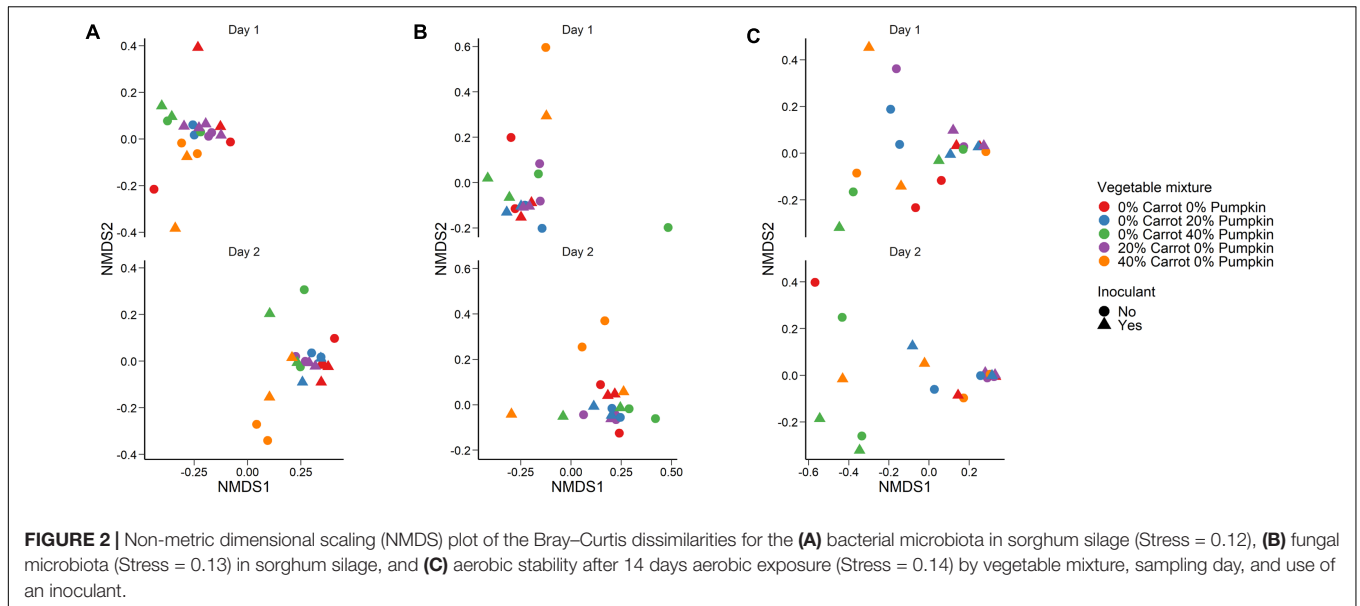 A
Day 1
0.4
0.2
0.0
-0.2
-0.4
NMDS2
Day 2
0.4
0.2
0.0
-0.2
-0.4
-0.25
0.00
0.25
NMDS1
B
Day 1
0.6
0.4
0.2
0.0
-0.2
NMDS2
Day 2
0.6
0.4
0.2
0.0
-0.2
-0.25
0.00
0.25
0.50
NMDS1
C
Day 1
0.4
0.2
0.0
-0.2
NMDS2
Day 2
0.4
0.2
0.0
-0.2
-0.6
-0.4
-0.2
0.0
0.2
NMDS1
Vegetable mixture
0% Carrot 0% Pumpkin
0% Carrot 20% Pumpkin
0% Carrot 40% Pumpkin
20% Carrot 0% Pumpkin
40% Carrot 0% Pumpkin
Inoculant
No
Yes
FIGURE 2 | Non-metric dimensional scaling (NMDS) plot of the Bray–Curtis dissimilarities for the (A) bacterial microbiota in sorghum silage (Stress = 0.12), (B) fungal
microbiota (Stress = 0.13) in sorghum silage, and (C) aerobic stability after 14 days aerobic exposure (Stress = 0.14) by vegetable mixture, sampling day, and use of
an inoculant.